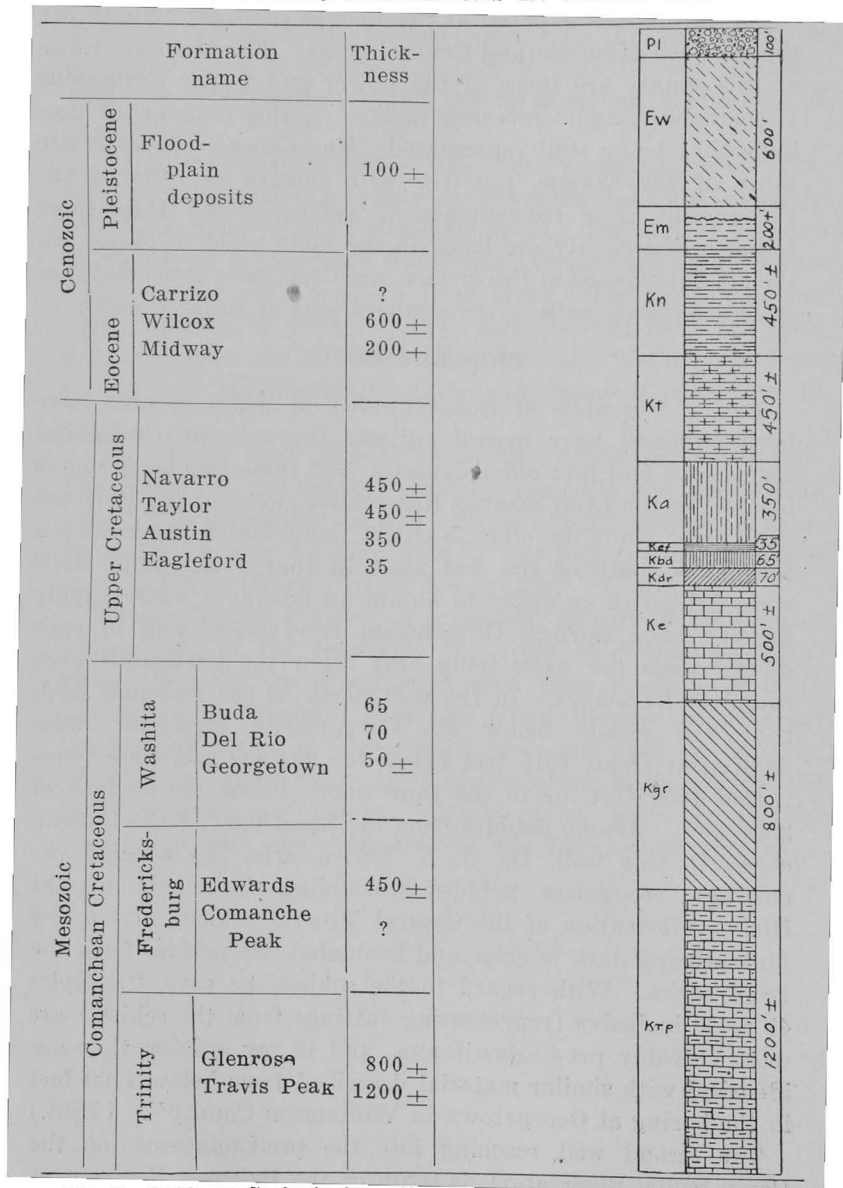 Formation name
Thick-
ness
Cenozoic
Pleistocene
Flood-
plain
deposits 100±
Eocene
Carrizo ?
Wilcox 600±
Midway 200+
Mesozoic
Upper Cretaceous
Navarro 450±
Taylor 450±
Austin 350
Eagleford 35
Comanchean Cretaceous
Washita
Buda 65
Del Rio 70
Georgetown 50±
Fredericks-
burg
Edwards 450±
Comanche
Peak ?
Trinity
Glenrosa 800±
Travis Peak 1200±
Pl 100'
Ew 600'
Em 200+
Kn 450' ±
Kt 450' ±
Ka 350'
Kef 35
Kbd 65'
Kdr 70'
Ke 500' ±
Kgr 800' ±
KTP 1200' ±